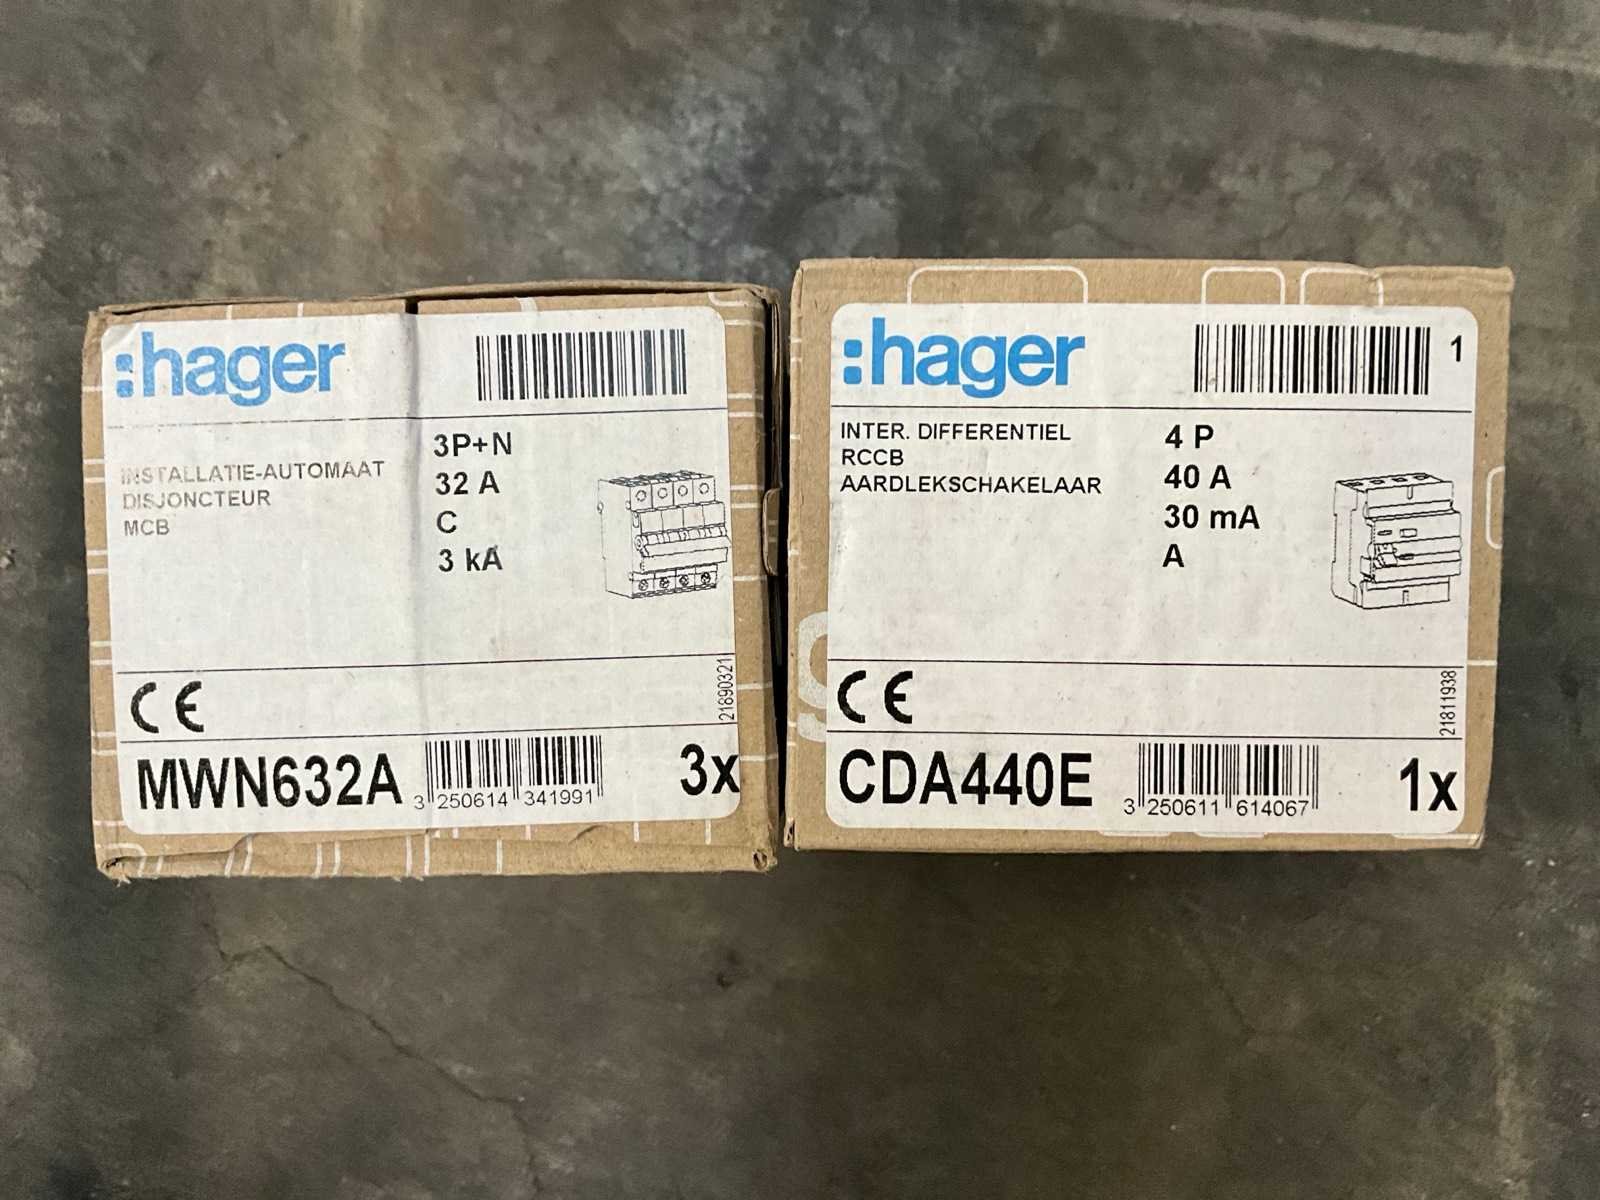 :hager
3P+N
INSTALLATIE-AUTOMAAT
32 A
DISJONCTEUR
C
MCB
3 kA
21890321
CE
MWN632A
3 250614 341991
3x
:hager
1
INTER. DIFFERENTIEL
4 P
RCCB
40 A
AARDLEKSCHAKELAAR
30 mA
A
21811938
CE
CDA440E
3 250611 614067
1x